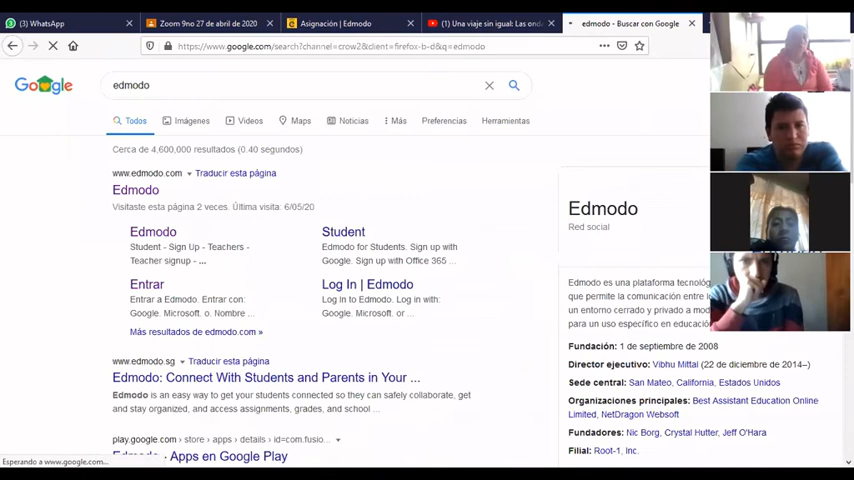 (3) WhatsApp
Zoom 9no 27 de abril de 2020
Asignación | Edmodo
(1) Una viaje sin igual: Las ond
edmodo - Buscar con Google
https://www.google.com/search?channel=crow2&client=firefox-b-d&q=edmodo
Google
edmodo
Todos
Imágenes
Videos
Maps
Noticias
Más
Preferencias
Herramientas
Cerca de 4,600,000 resultados (0.40 segundos)
www.edmodo.com
Traducir esta página
Edmodo
Visitaste esta página 2 veces. Última visita: 6/05/20
Edmodo
Student - Sign Up - Teachers -
Teacher signup - ...
Student
Edmodo for Students. Sign up with
Google. Sign up with Office 365 ...
Entrar
Entrar a Edmodo. Entrar con:
Google. Microsoft. o. Nombre ...
Log In | Edmodo
Log In to Edmodo. Log in with:
Google. Microsoft. or ...
Más resultados de edmodo.com »
www.edmodo.sg
Traducir esta página
Edmodo: Connect With Students and Parents in Your ...
Edmodo is an easy way to get your students connected so they can safely collaborate, get
and stay organized, and access assignments, grades, and school ...
play.google.com › store › apps › details › id=com.fusio...
Edmodo - Apps en Google Play
Edmodo
Red social
Edmodo es una plataforma tecnológ
que permite la comunicación entre l
un entorno cerrado y privado a mod
para un uso específico en educació
Fundación: 1 de septiembre de 2008
Director ejecutivo: Vibhu Mittal (22 de diciembre de 2014–)
Sede central: San Mateo, California, Estados Unidos
Organizaciones principales: Best Assistant Education Online
Limited, NetDragon Websoft
Fundadores: Nic Borg, Crystal Hutter, Jeff O'Hara
Filial: Root-1, Inc.
Esperando a www.google.com...